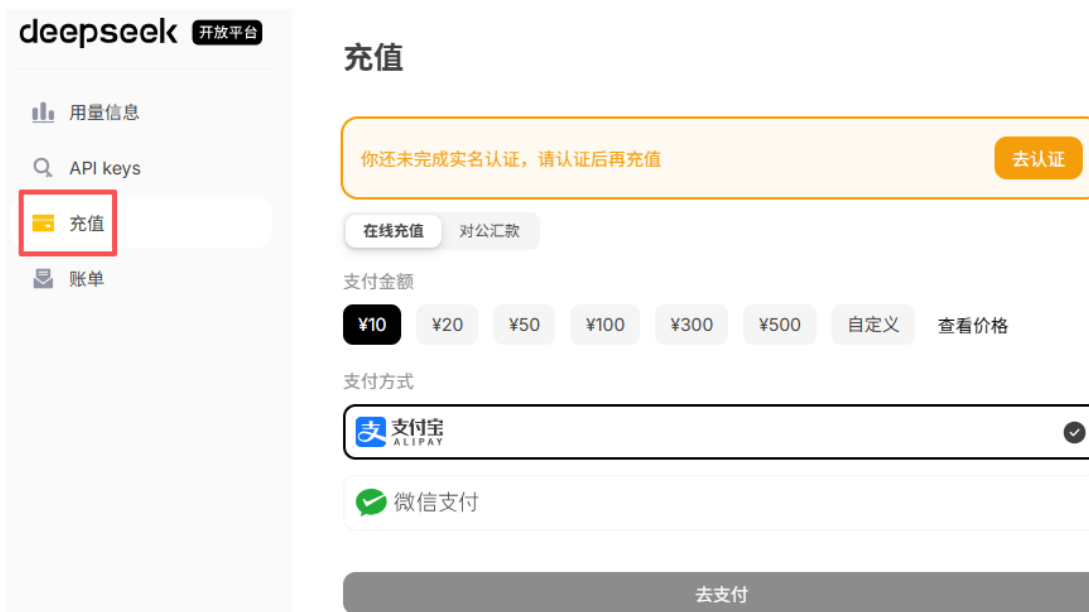 deepseek 开放平台
用量信息
API keys
充值
账单
充值
你还未完成实名认证，请认证后再充值 去认证
在线充值 对公汇款
支付金额
¥10 ¥20 ¥50 ¥100 ¥300 ¥500 自定义 查看价格
支付方式
支 支付宝
ALIPAY
微信支付
去支付